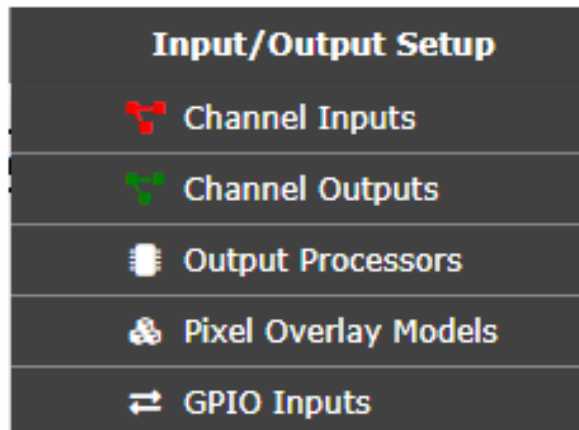 Input/Output Setup
Channel Inputs
Channel Outputs
Output Processors
Pixel Overlay Models
GPIO Inputs